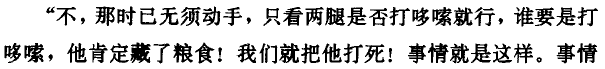 “不，那时已无须动手，只看两腿是否打哆嗦就行，谁要是打
哆嗦，他肯定藏了粮食！我们就把他打死！事情就是这样。事情